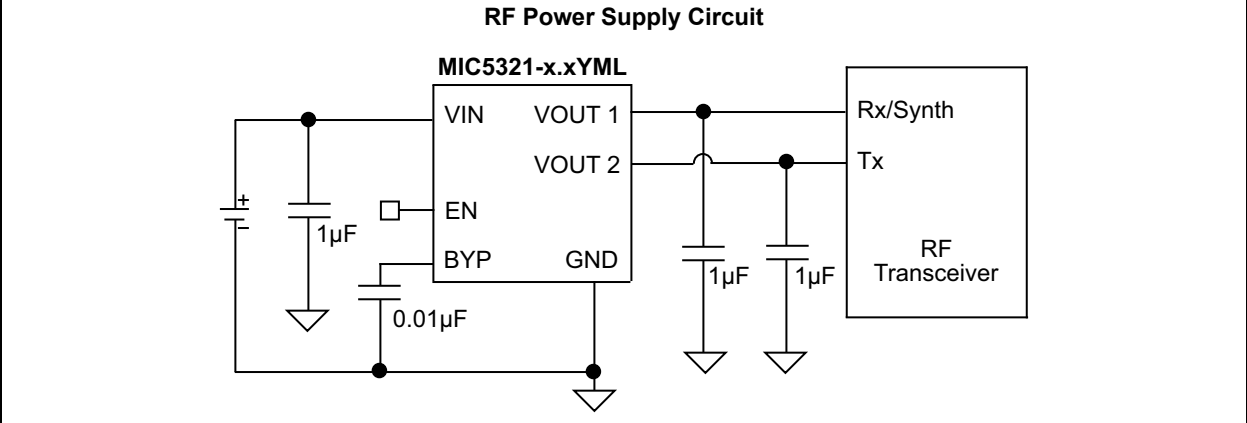 RF Power Supply Circuit
MIC5321-x.xYML
VIN
VOUT 1
VOUT 2
EN
BYP
GND
Rx/Synth
Tx
RF
Transceiver
+
−
1µF
0.01µF
1µF
1µF